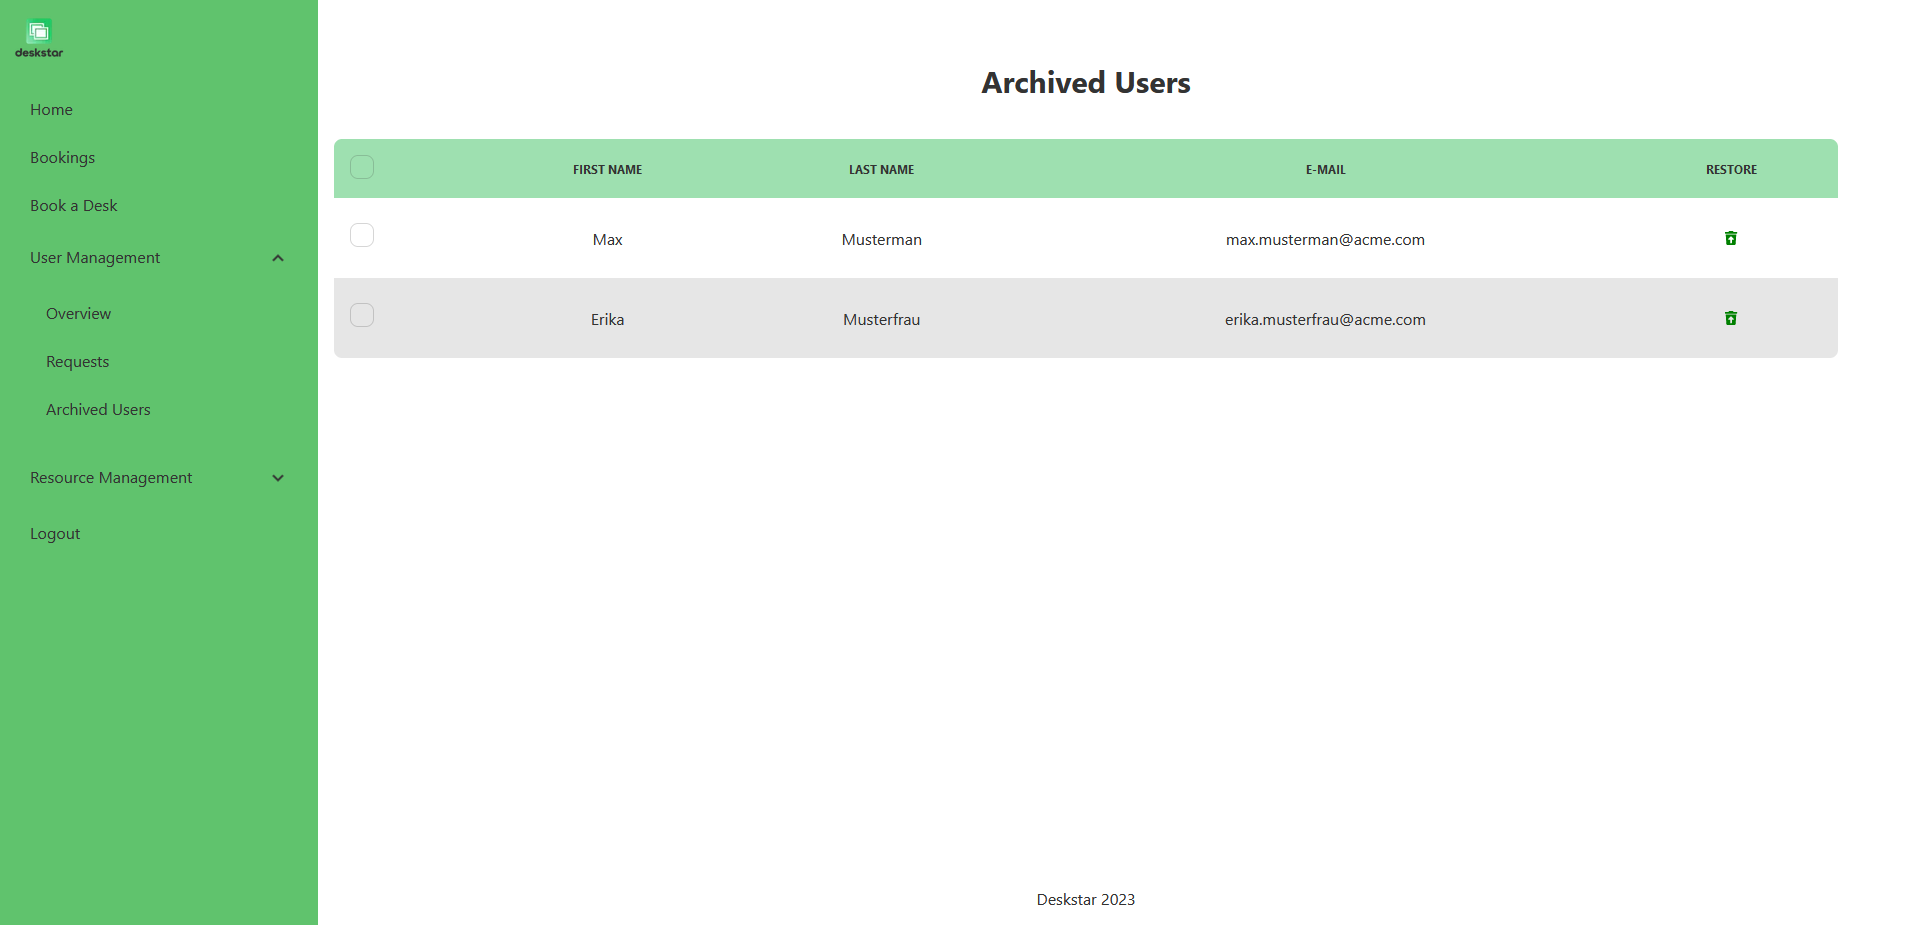 deskstar
Home
Bookings
Book a Desk
User Management
Overview
Requests
Archived Users
Resource Management
Logout
Archived Users
FIRST NAME LAST NAME E-MAIL RESTORE
Max Musterman max.musterman@acme.com
Erika Musterfrau erika.musterfrau@acme.com
Deskstar 2023